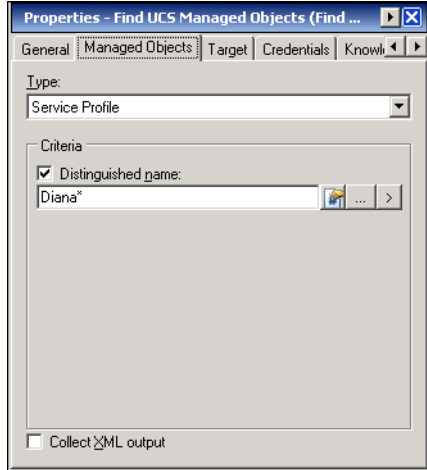 Properties - Find UCS Managed Objects (Find ...
General Managed Objects Target Credentials Knowl
Type:
Service Profile
Criteria
Distinguished name:
Diana*
... >
Collect XML output